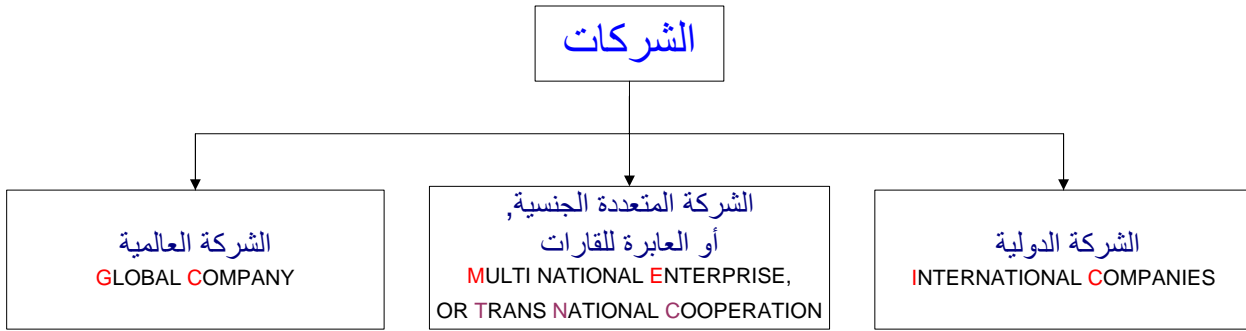 الشركات
الشركة الدولية
INTERNATIONAL COMPANIES
الشركة المتعددة الجنسية,
أو العابرة للقارات
MULTI NATIONAL ENTERPRISE,
OR TRANS NATIONAL COOPERATION
الشركة العالمية
GLOBAL COMPANY